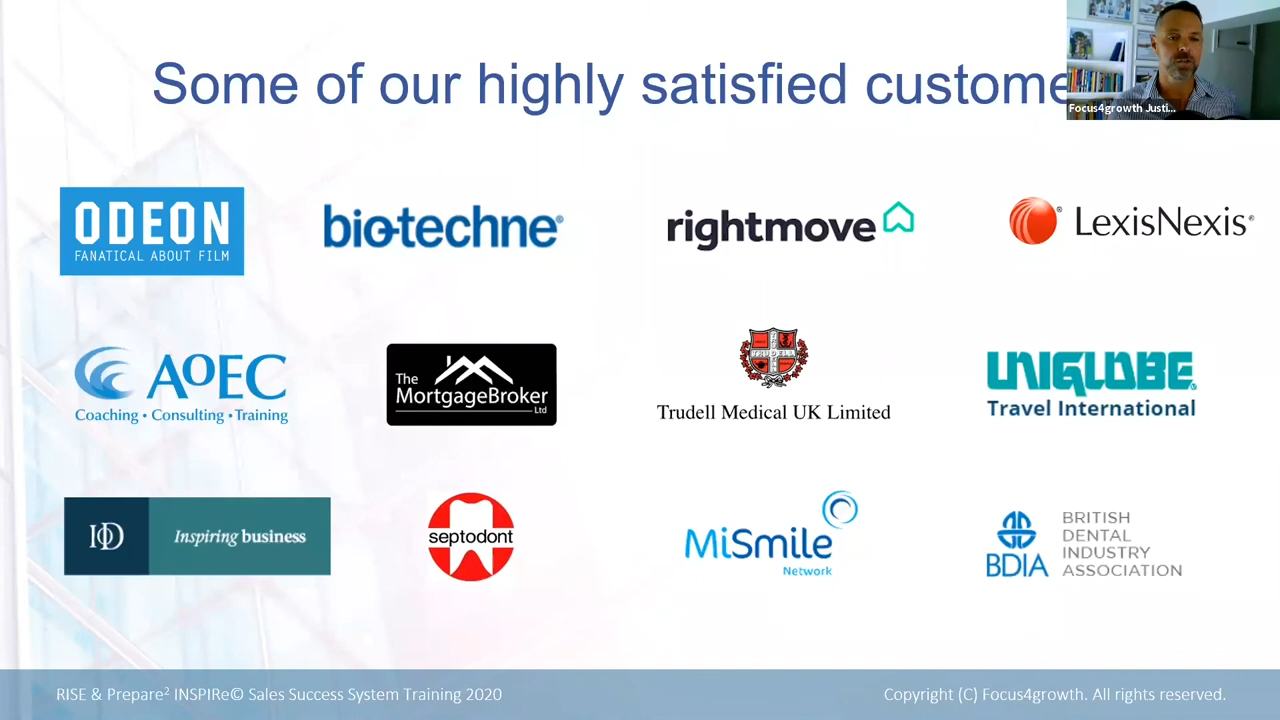 Some of our highly satisfied custome
Focus4growth Justi...
ODEON
FANATICAL ABOUT FILM
bio-techne®
rightmove
LexisNexis®
AoEC
Coaching • Consulting • Training
The
MortgageBroker
Ltd
TRUDELL
Trudell Medical UK Limited
UNIGLOBE
Travel International
IoD
Inspiring business
septodont
MiSmile
Network
BDIA
BRITISH
DENTAL
INDUSTRY
ASSOCIATION
RISE & Prepare² INSPIRe© Sales Success System Training 2020
Copyright (C) Focus4growth. All rights reserved.